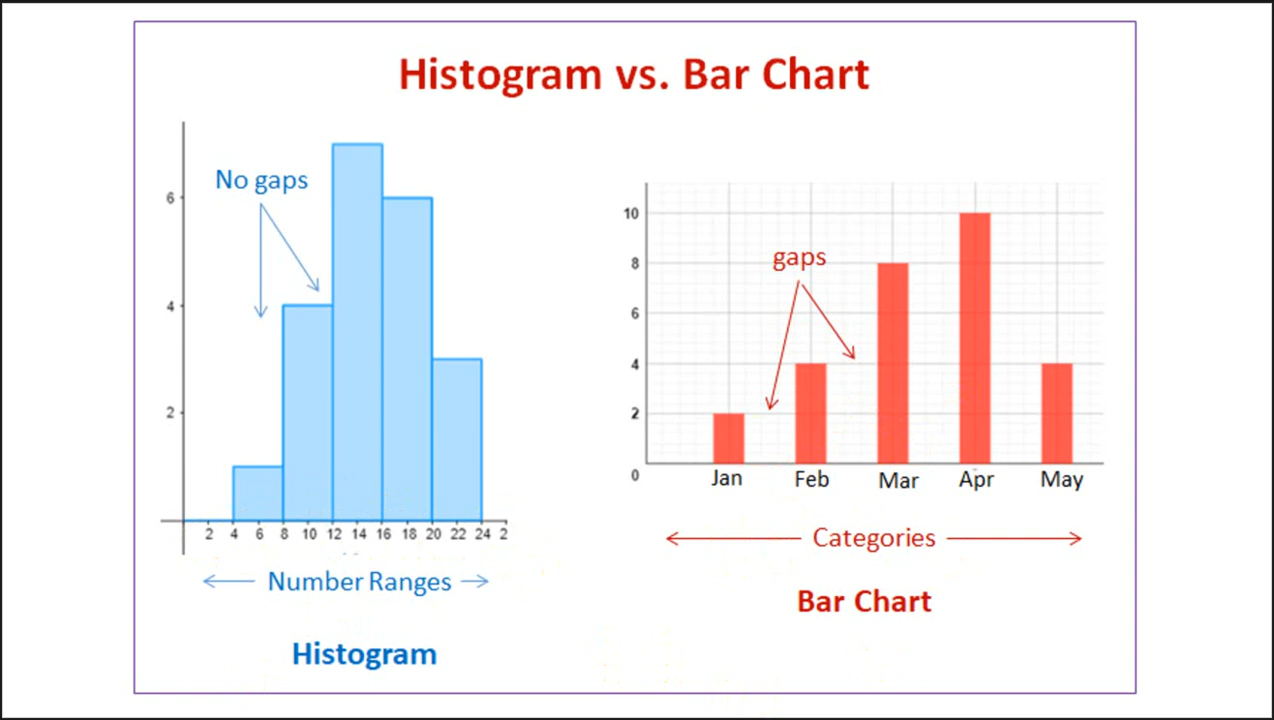 Histogram vs. Bar Chart
No gaps
6
4
2
2 4 6 8 10 12 14 16 18 20 22 24 2
Number Ranges
Histogram
gaps
10
8
6
4
2
0
Jan Feb Mar Apr May
Categories
Bar Chart